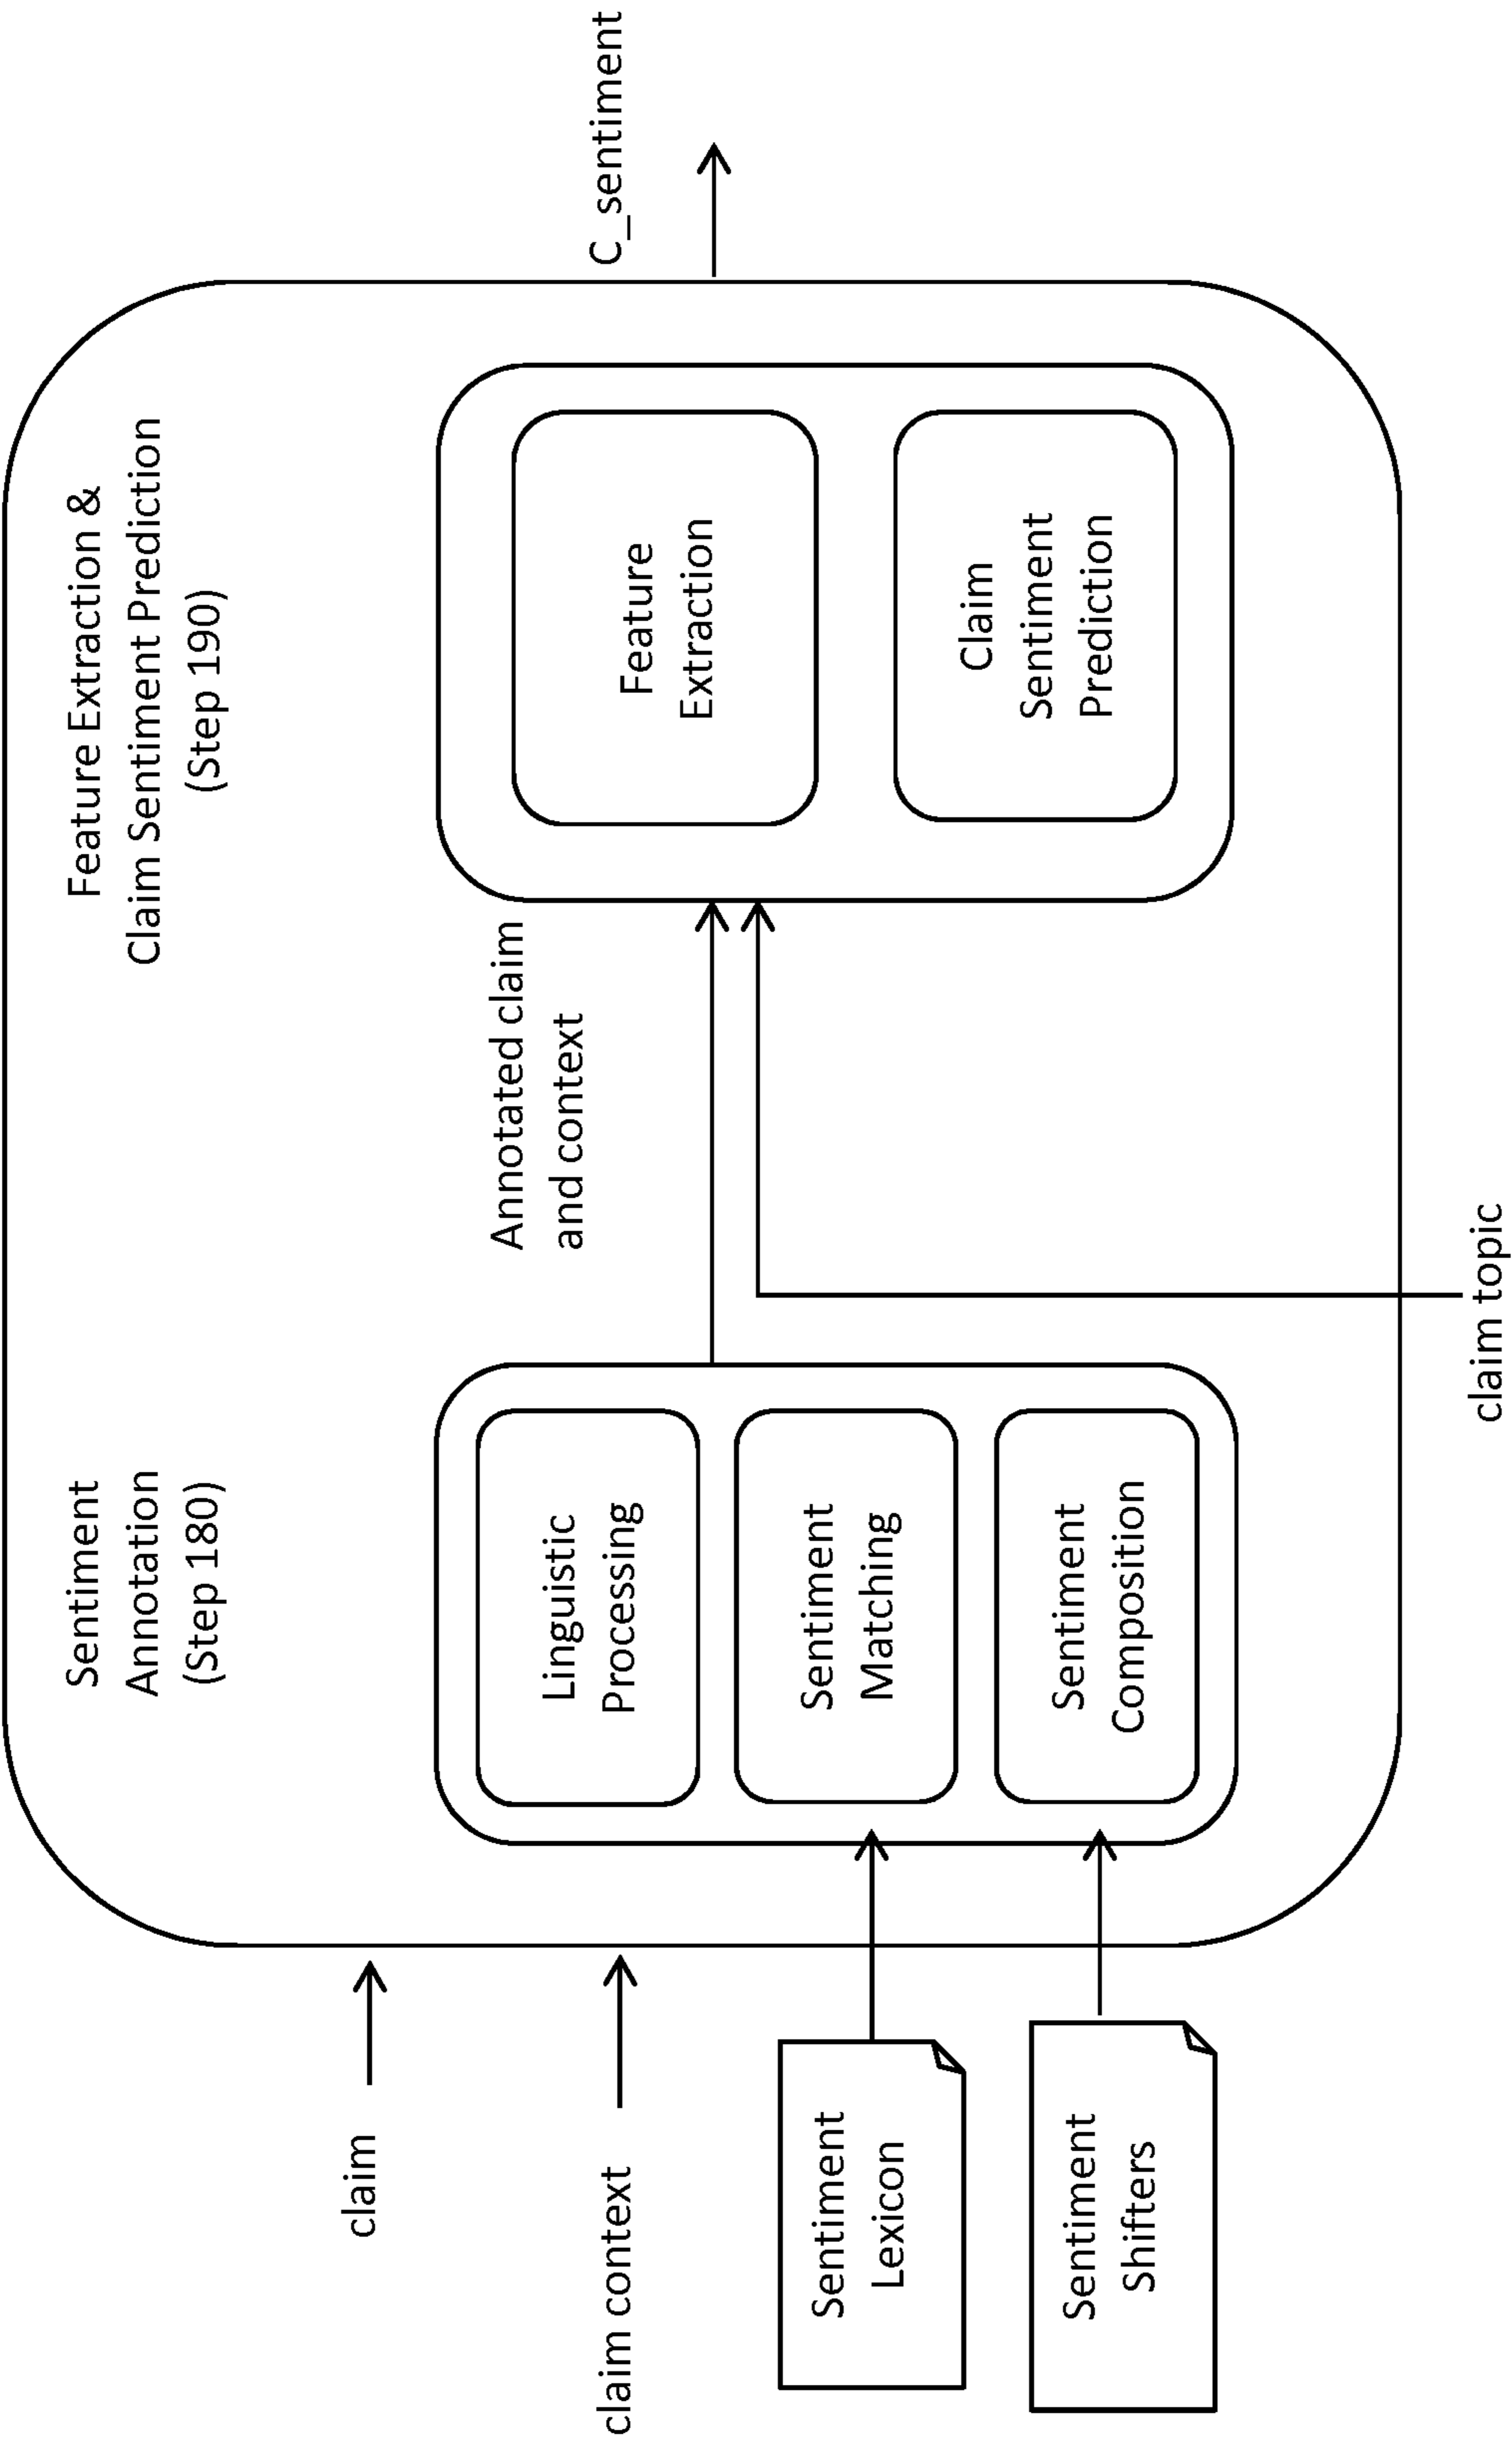 claim
claim context
Sentiment
Lexicon
Sentiment
Shifters
Sentiment
Annotation
(Step 180)
Linguistic
Processing
Sentiment
Matching
Sentiment
Composition
Annotated claim
and context
claim topic
Feature Extraction &
Claim Sentiment Prediction
(Step 190)
Feature
Extraction
Claim
Sentiment
Prediction
C_sentiment